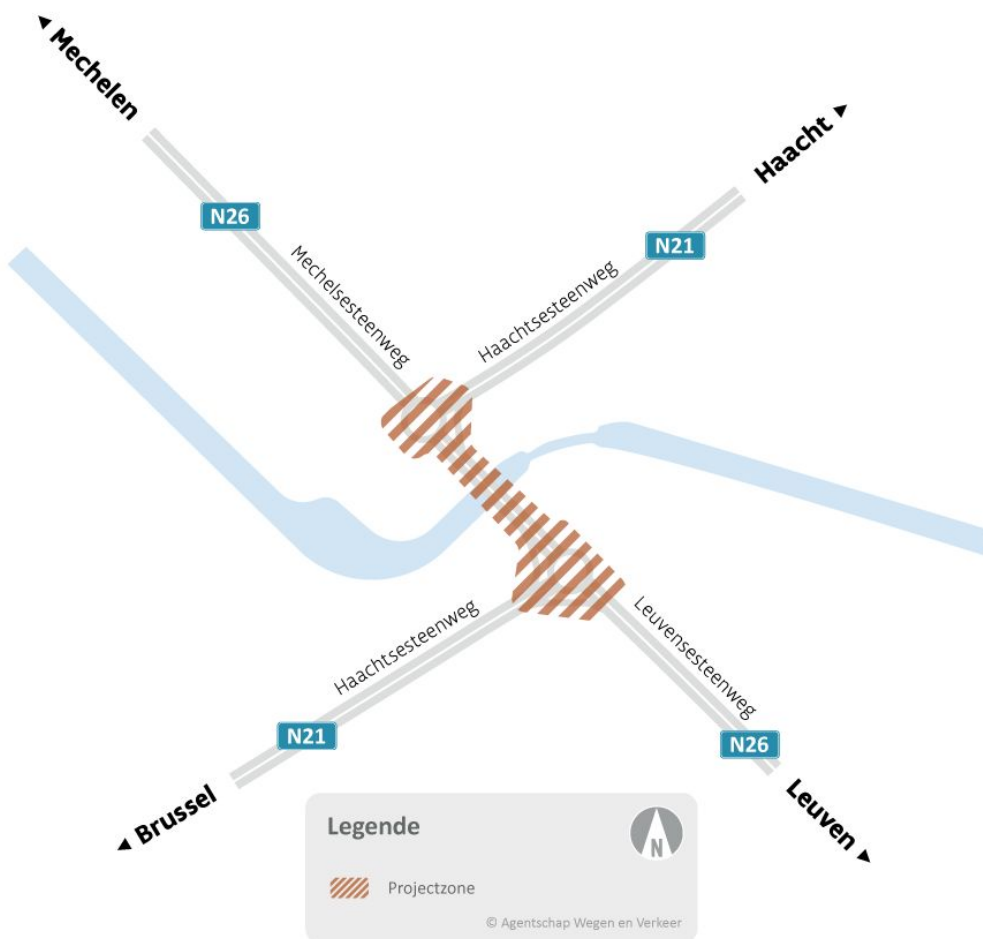 ◄ Mechelen
Haacht ►
N26
N21
Mechelsesteenweg
Haachtsesteenweg
Haachtsesteenweg
Leuvensesteenweg
N21
N26
◄ Brussel
Leuven ►
Legende
N
Projectzone
© Agentschap Wegen en Verkeer